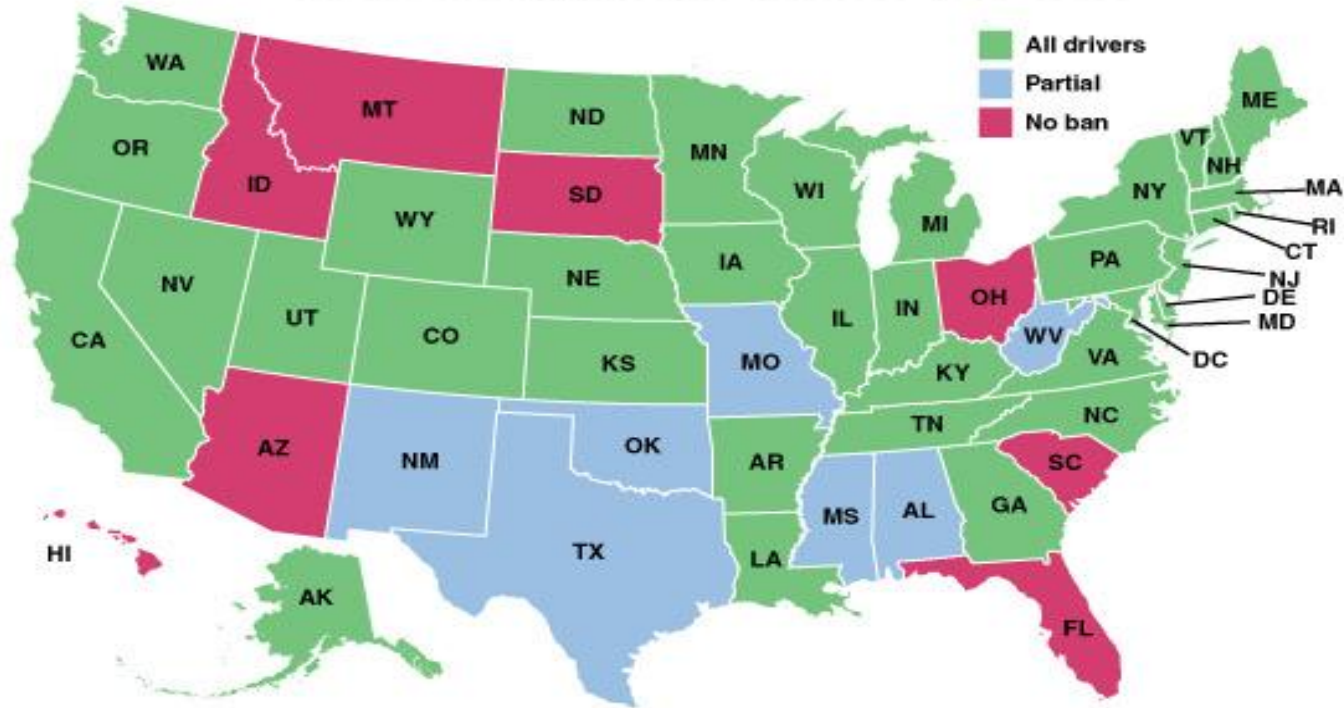 All drivers
Partial
No ban
WA
MT
ND
MN
ME
OR
ID
SD
WI
VT
NH
NY
MA
WY
MI
RI
CT
IA
PA
NV
NE
NJ
UT
CO
IL
IN
OH
DE
CA
KS
MO
WV
MD
KY
VA
DC
TN
NC
AZ
NM
OK
AR
SC
MS
AL
GA
HI
TX
LA
AK
FL